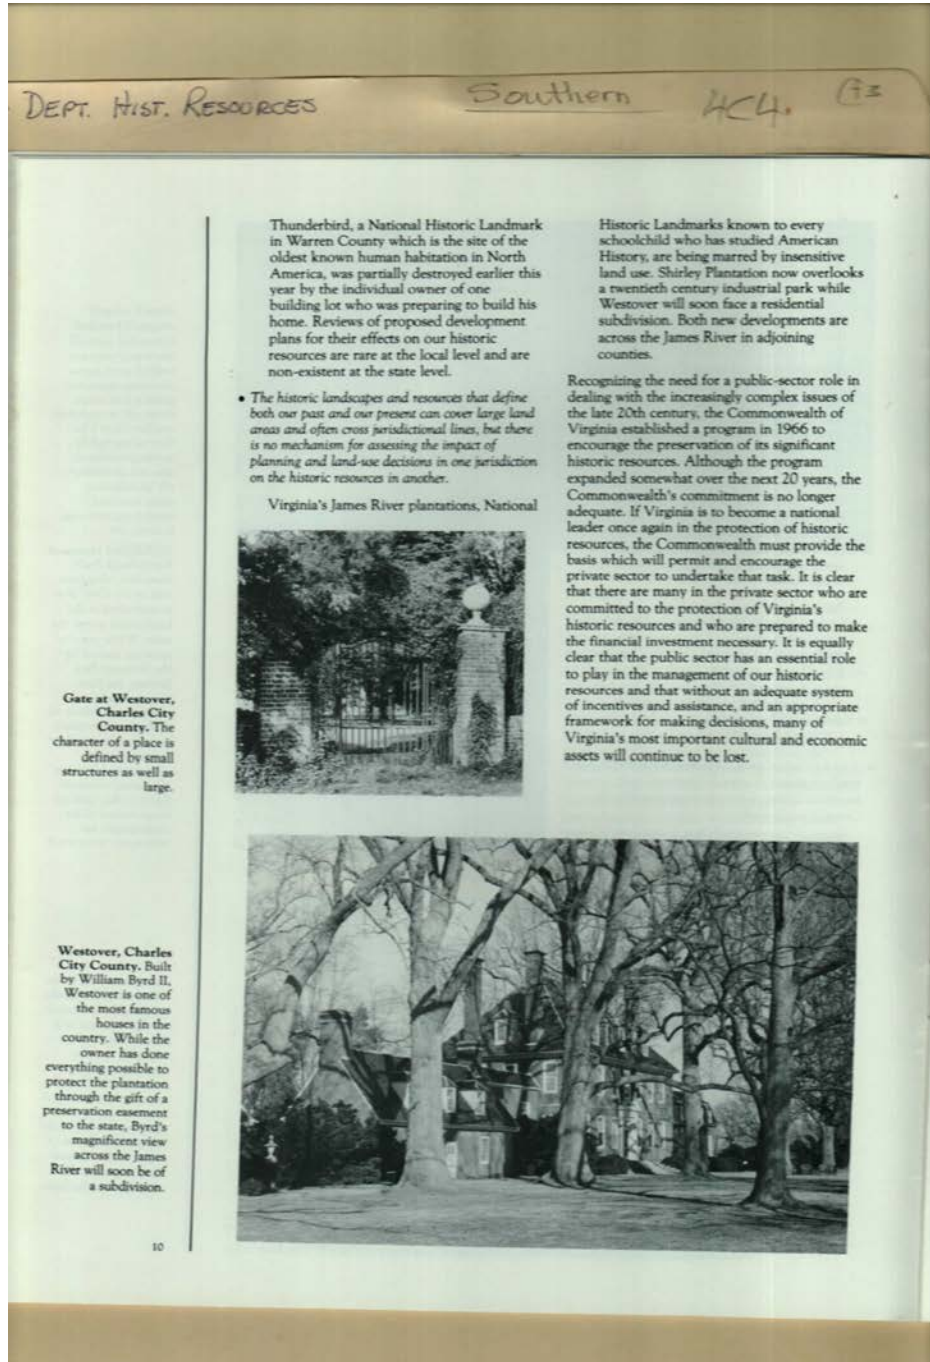 DEPT. HIST. RESOURCES
Southern
4C4.
Thunderbird, a National Historic Landmark
in Warren County which is the site of the
oldest known human habitation in North
America, was partially destroyed earlier this
year by the individual owner of one
building lot who was preparing to build his
home. Reviews of proposed development
plans for their effects on our historic
resources are rare at the local level and are
non-existent at the state level.
• The historic landscapes and resources that define
both our past and our present can cover large land
areas and often cross jurisdictional lines, but there
is no mechanism for assessing the impact of
planning and land-use decisions in one jurisdiction
on the historic resources in another.
Virginia's James River plantations, National
Historic Landmarks known to every
schoolchild who has studied American
History, are being marred by insensitive
land use. Shirley Plantation now overlooks
a twentieth century industrial park while
Westover will soon face a residential
subdivision. Both new developments are
across the James River in adjoining
counties.
Recognizing the need for a public-sector role in
dealing with the increasingly complex issues of
the late 20th century, the Commonwealth of
Virginia established a program in 1966 to
encourage the preservation of its significant
historic resources. Although the program
expanded somewhat over the next 20 years, the
Commonwealth's commitment is no longer
adequate. If Virginia is to become a national
leader once again in the protection of historic
resources, the Commonwealth must provide the
basis which will permit and encourage the
private sector to undertake that task. It is clear
that there are many in the private sector who are
committed to the protection of Virginia's
historic resources and who are prepared to make
the financial investment necessary. It is equally
clear that the public sector has an essential role
to play in the management of our historic
resources and that without an adequate system
of incentives and assistance, and an appropriate
framework for making decisions, many of
Virginia's most important cultural and economic
assets will continue to be lost.
Gate at Westover,
Charles City
County. The
character of a place is
defined by small
structures as well as
large.
Westover, Charles
City County. Built
by William Byrd II,
Westover is one of
the most famous
houses in the
country. While the
owner has done
everything possible to
protect the plantation
through the gift of a
preservation easement
to the state, Byrd's
magnificent view
across the James
River will soon be of
a subdivision.
10